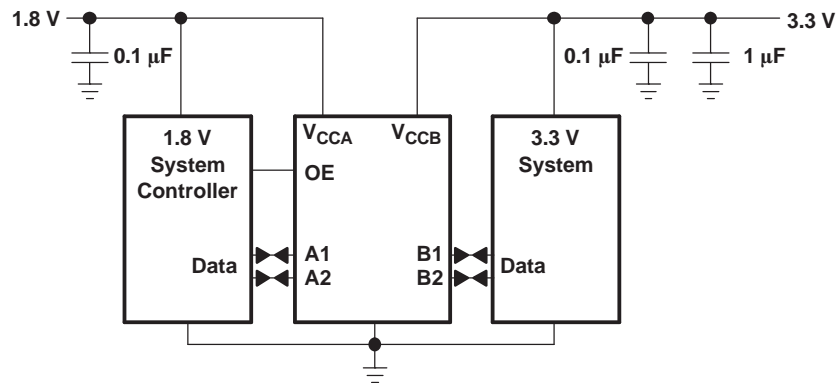 1.8 V
3.3 V
0.1 μF
0.1 μF
1 μF
1.8 V
System
Controller
Data
VCCA
VCCB
OE
A1
A2
B1
B2
3.3 V
System
Data